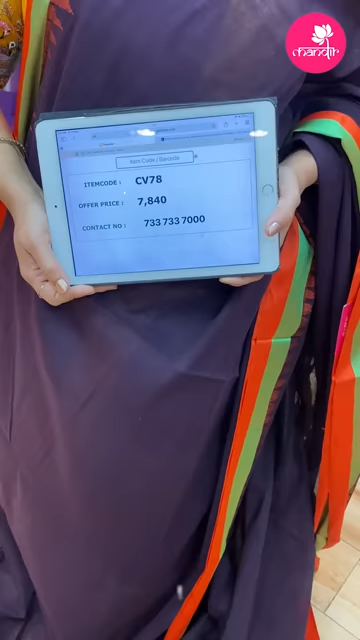 mandir
Item Code / Barcode
ITEMCODE : CV78
OFFER PRICE : 7,840
CONTACT NO : 733 733 7000